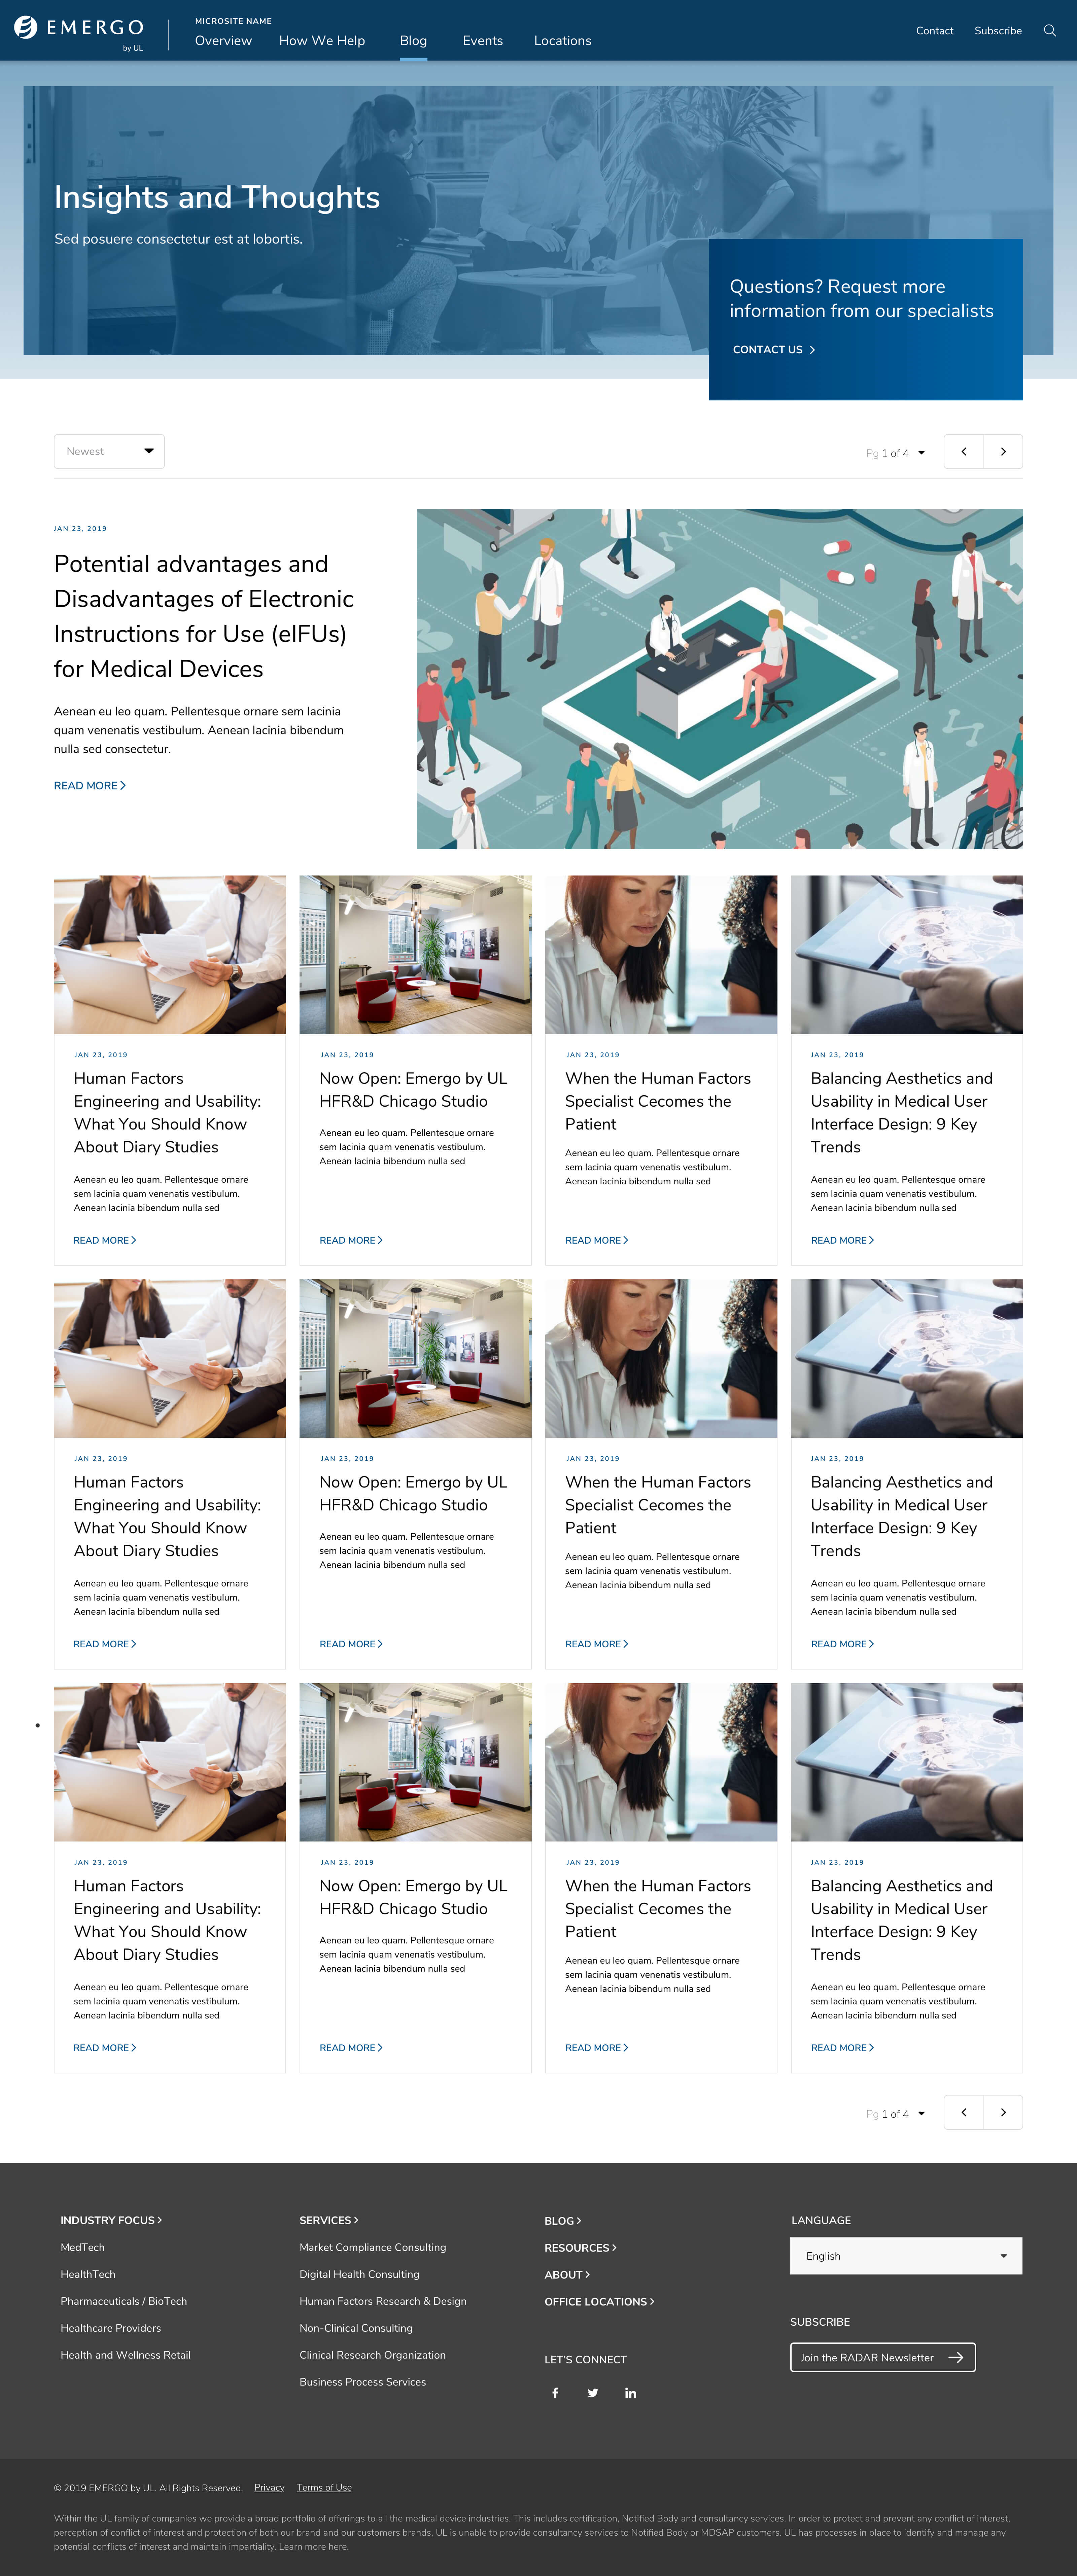 EMERGO
by UL
MICROSITE NAME
Overview How We Help Blog Events Locations
Contact Subscribe
Insights and Thoughts
Sed posuere consectetur est at lobortis.
Questions? Request more
information from our specialists
CONTACT US
Newest
Pg 1 of 4
JAN 23, 2019
Potential advantages and
Disadvantages of Electronic
Instructions for Use (eIFUs)
for Medical Devices
Aenean eu leo quam. Pellentesque ornare sem lacinia
quam venenatis vestibulum. Aenean lacinia bibendum
nulla sed consectetur.
READ MORE
JAN 23, 2019
Human Factors
Engineering and Usability:
What You Should Know
About Diary Studies
Aenean eu leo quam. Pellentesque ornare
sem lacinia quam venenatis vestibulum.
Aenean lacinia bibendum nulla sed
READ MORE
JAN 23, 2019
Now Open: Emergo by UL
HFR&D Chicago Studio
Aenean eu leo quam. Pellentesque ornare
sem lacinia quam venenatis vestibulum.
Aenean lacinia bibendum nulla sed
READ MORE
JAN 23, 2019
When the Human Factors
Specialist Cecomes the
Patient
Aenean eu leo quam. Pellentesque ornare
sem lacinia quam venenatis vestibulum.
Aenean lacinia bibendum nulla sed
READ MORE
JAN 23, 2019
Balancing Aesthetics and
Usability in Medical User
Interface Design: 9 Key
Trends
Aenean eu leo quam. Pellentesque ornare
sem lacinia quam venenatis vestibulum.
Aenean lacinia bibendum nulla sed
READ MORE
JAN 23, 2019
Human Factors
Engineering and Usability:
What You Should Know
About Diary Studies
Aenean eu leo quam. Pellentesque ornare
sem lacinia quam venenatis vestibulum.
Aenean lacinia bibendum nulla sed
READ MORE
JAN 23, 2019
Now Open: Emergo by UL
HFR&D Chicago Studio
Aenean eu leo quam. Pellentesque ornare
sem lacinia quam venenatis vestibulum.
Aenean lacinia bibendum nulla sed
READ MORE
JAN 23, 2019
When the Human Factors
Specialist Cecomes the
Patient
Aenean eu leo quam. Pellentesque ornare
sem lacinia quam venenatis vestibulum.
Aenean lacinia bibendum nulla sed
READ MORE
JAN 23, 2019
Balancing Aesthetics and
Usability in Medical User
Interface Design: 9 Key
Trends
Aenean eu leo quam. Pellentesque ornare
sem lacinia quam venenatis vestibulum.
Aenean lacinia bibendum nulla sed
READ MORE
JAN 23, 2019
Human Factors
Engineering and Usability:
What You Should Know
About Diary Studies
Aenean eu leo quam. Pellentesque ornare
sem lacinia quam venenatis vestibulum.
Aenean lacinia bibendum nulla sed
READ MORE
JAN 23, 2019
Now Open: Emergo by UL
HFR&D Chicago Studio
Aenean eu leo quam. Pellentesque ornare
sem lacinia quam venenatis vestibulum.
Aenean lacinia bibendum nulla sed
READ MORE
JAN 23, 2019
When the Human Factors
Specialist Cecomes the
Patient
Aenean eu leo quam. Pellentesque ornare
sem lacinia quam venenatis vestibulum.
Aenean lacinia bibendum nulla sed
READ MORE
JAN 23, 2019
Balancing Aesthetics and
Usability in Medical User
Interface Design: 9 Key
Trends
Aenean eu leo quam. Pellentesque ornare
sem lacinia quam venenatis vestibulum.
Aenean lacinia bibendum nulla sed
READ MORE
Pg 1 of 4
INDUSTRY FOCUS
MedTech
HealthTech
Pharmaceuticals / BioTech
Healthcare Providers
Health and Wellness Retail
SERVICES
Market Compliance Consulting
Digital Health Consulting
Human Factors Research & Design
Non-Clinical Consulting
Clinical Research Organization
Business Process Services
BLOG
RESOURCES
ABOUT
OFFICE LOCATIONS
LET'S CONNECT
LANGUAGE
English
SUBSCRIBE
Join the RADAR Newsletter
© 2019 EMERGO by UL. All Rights Reserved. Privacy Terms of Use
Within the UL family of companies we provide a broad portfolio of offerings to all the medical device industries. This includes certification, Notified Body and consultancy services. In order to protect and prevent any conflict of interest,
perception of conflict of interest and protection of both our brand and our customers brands, UL is unable to provide consultancy services to Notified Body or MDSAP customers. UL has processes in place to identify and manage any
potential conflicts of interest and maintain impartiality. Learn more here.